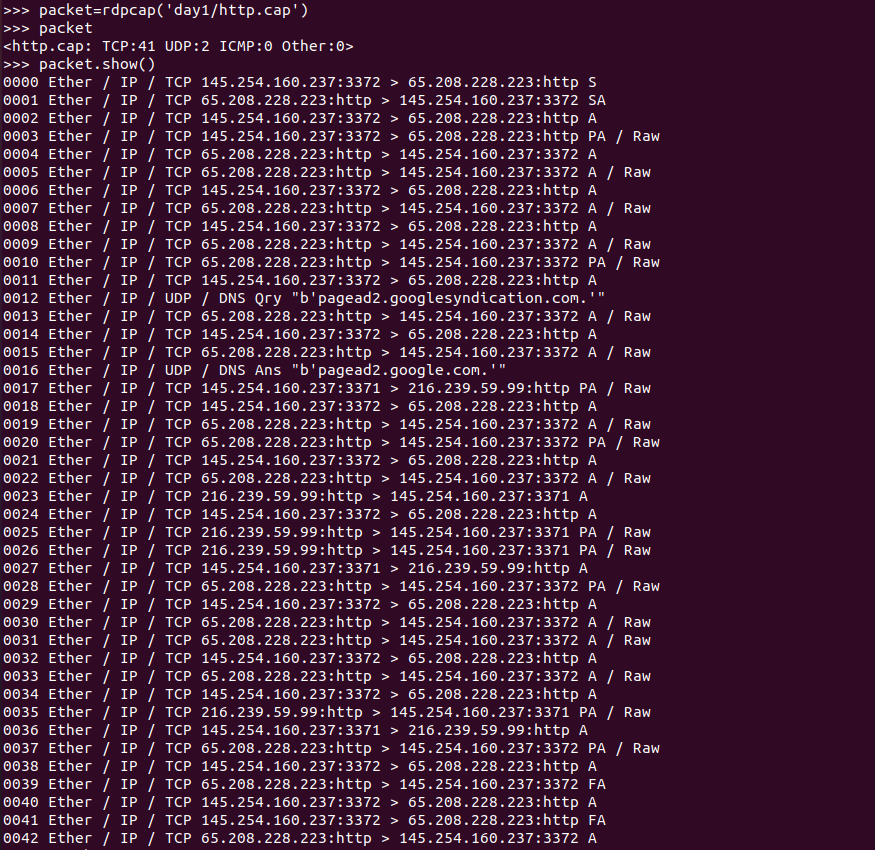 >>> packet=rdpcap('day1/http.cap')
>>> packet
<http.cap: TCP:41 UDP:2 ICMP:0 Other:0>
>>> packet.show()
0000 Ether / IP / TCP 145.254.160.237:3372 > 65.208.228.223:http S
0001 Ether / IP / TCP 65.208.228.223:http > 145.254.160.237:3372 SA
0002 Ether / IP / TCP 145.254.160.237:3372 > 65.208.228.223:http A
0003 Ether / IP / TCP 145.254.160.237:3372 > 65.208.228.223:http PA / Raw
0004 Ether / IP / TCP 65.208.228.223:http > 145.254.160.237:3372 A
0005 Ether / IP / TCP 65.208.228.223:http > 145.254.160.237:3372 A / Raw
0006 Ether / IP / TCP 145.254.160.237:3372 > 65.208.228.223:http A
0007 Ether / IP / TCP 65.208.228.223:http > 145.254.160.237:3372 A / Raw
0008 Ether / IP / TCP 145.254.160.237:3372 > 65.208.228.223:http A
0009 Ether / IP / TCP 65.208.228.223:http > 145.254.160.237:3372 A / Raw
0010 Ether / IP / TCP 65.208.228.223:http > 145.254.160.237:3372 PA / Raw
0011 Ether / IP / TCP 145.254.160.237:3372 > 65.208.228.223:http A
0012 Ether / IP / UDP / DNS Qry "b'pagead2.googlesyndication.com.'"
0013 Ether / IP / TCP 65.208.228.223:http > 145.254.160.237:3372 A / Raw
0014 Ether / IP / TCP 145.254.160.237:3372 > 65.208.228.223:http A
0015 Ether / IP / TCP 65.208.228.223:http > 145.254.160.237:3372 A / Raw
0016 Ether / IP / UDP / DNS Ans "b'pagead2.google.com.'"
0017 Ether / IP / TCP 145.254.160.237:3371 > 216.239.59.99:http PA / Raw
0018 Ether / IP / TCP 145.254.160.237:3372 > 65.208.228.223:http A
0019 Ether / IP / TCP 65.208.228.223:http > 145.254.160.237:3372 A / Raw
0020 Ether / IP / TCP 65.208.228.223:http > 145.254.160.237:3372 PA / Raw
0021 Ether / IP / TCP 145.254.160.237:3372 > 65.208.228.223:http A
0022 Ether / IP / TCP 65.208.228.223:http > 145.254.160.237:3372 A / Raw
0023 Ether / IP / TCP 216.239.59.99:http > 145.254.160.237:3371 A
0024 Ether / IP / TCP 145.254.160.237:3372 > 65.208.228.223:http A
0025 Ether / IP / TCP 216.239.59.99:http > 145.254.160.237:3371 PA / Raw
0026 Ether / IP / TCP 216.239.59.99:http > 145.254.160.237:3371 PA / Raw
0027 Ether / IP / TCP 145.254.160.237:3371 > 216.239.59.99:http A
0028 Ether / IP / TCP 65.208.228.223:http > 145.254.160.237:3372 PA / Raw
0029 Ether / IP / TCP 145.254.160.237:3372 > 65.208.228.223:http A
0030 Ether / IP / TCP 65.208.228.223:http > 145.254.160.237:3372 A / Raw
0031 Ether / IP / TCP 65.208.228.223:http > 145.254.160.237:3372 A / Raw
0032 Ether / IP / TCP 145.254.160.237:3372 > 65.208.228.223:http A
0033 Ether / IP / TCP 65.208.228.223:http > 145.254.160.237:3372 A / Raw
0034 Ether / IP / TCP 145.254.160.237:3372 > 65.208.228.223:http A
0035 Ether / IP / TCP 216.239.59.99:http > 145.254.160.237:3371 PA / Raw
0036 Ether / IP / TCP 145.254.160.237:3371 > 216.239.59.99:http A
0037 Ether / IP / TCP 65.208.228.223:http > 145.254.160.237:3372 PA / Raw
0038 Ether / IP / TCP 145.254.160.237:3372 > 65.208.228.223:http A
0039 Ether / IP / TCP 65.208.228.223:http > 145.254.160.237:3372 FA
0040 Ether / IP / TCP 145.254.160.237:3372 > 65.208.228.223:http A
0041 Ether / IP / TCP 145.254.160.237:3372 > 65.208.228.223:http FA
0042 Ether / IP / TCP 65.208.228.223:http > 145.254.160.237:3372 A